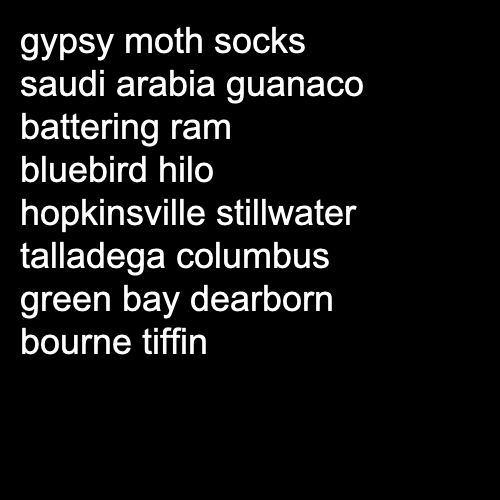 gypsy moth socks
saudi arabia guanaco
battering ram
bluebird hilo
hopkinsville stillwater
talladega columbus
green bay dearborn
bourne tiffin